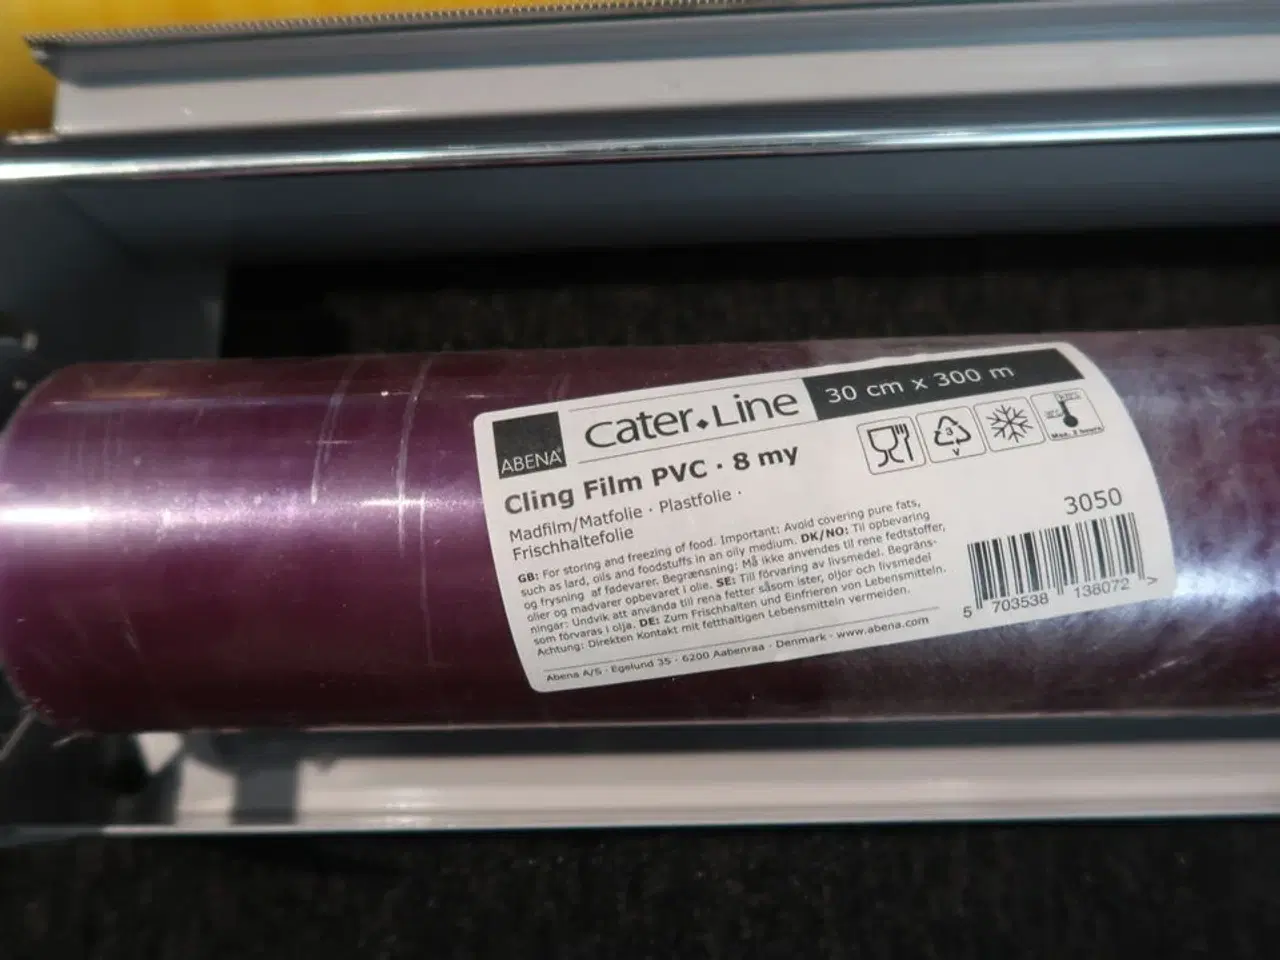 ABENA
Cater.Line
30 cm x 300 m
Cling Film PVC · 8 my
Madfilm/Matfolie · Plastfolie ·
Frischhaltefolie
3
V
Max. 2 hours
GB: For storing and freezing of food. Important: Avoid covering pure fats,
such as lard, oils and foodstuffs in an oily medium. DK/NO: Til opbevaring
og frysning af fødevarer. Begrænsning: Må ikke anvendes til rene fedtstoffer,
olier og madvarer opbevaret i olie. SE: Till förvaring av livsmedel. Begräns-
ningar: Undvik att använda till rena fetter såsom ister, oljor och livsmedel
som förvaras i olja. DE: Zum Frischhalten und Einfrieren von Lebensmitteln.
Achtung: Direkten Kontakt mit fetthaltigen Lebensmitteln vermeiden.
Abena A/S · Egelund 35 · 6200 Aabenraa · Denmark · www.abena.com
3050
5 703538 138072 >